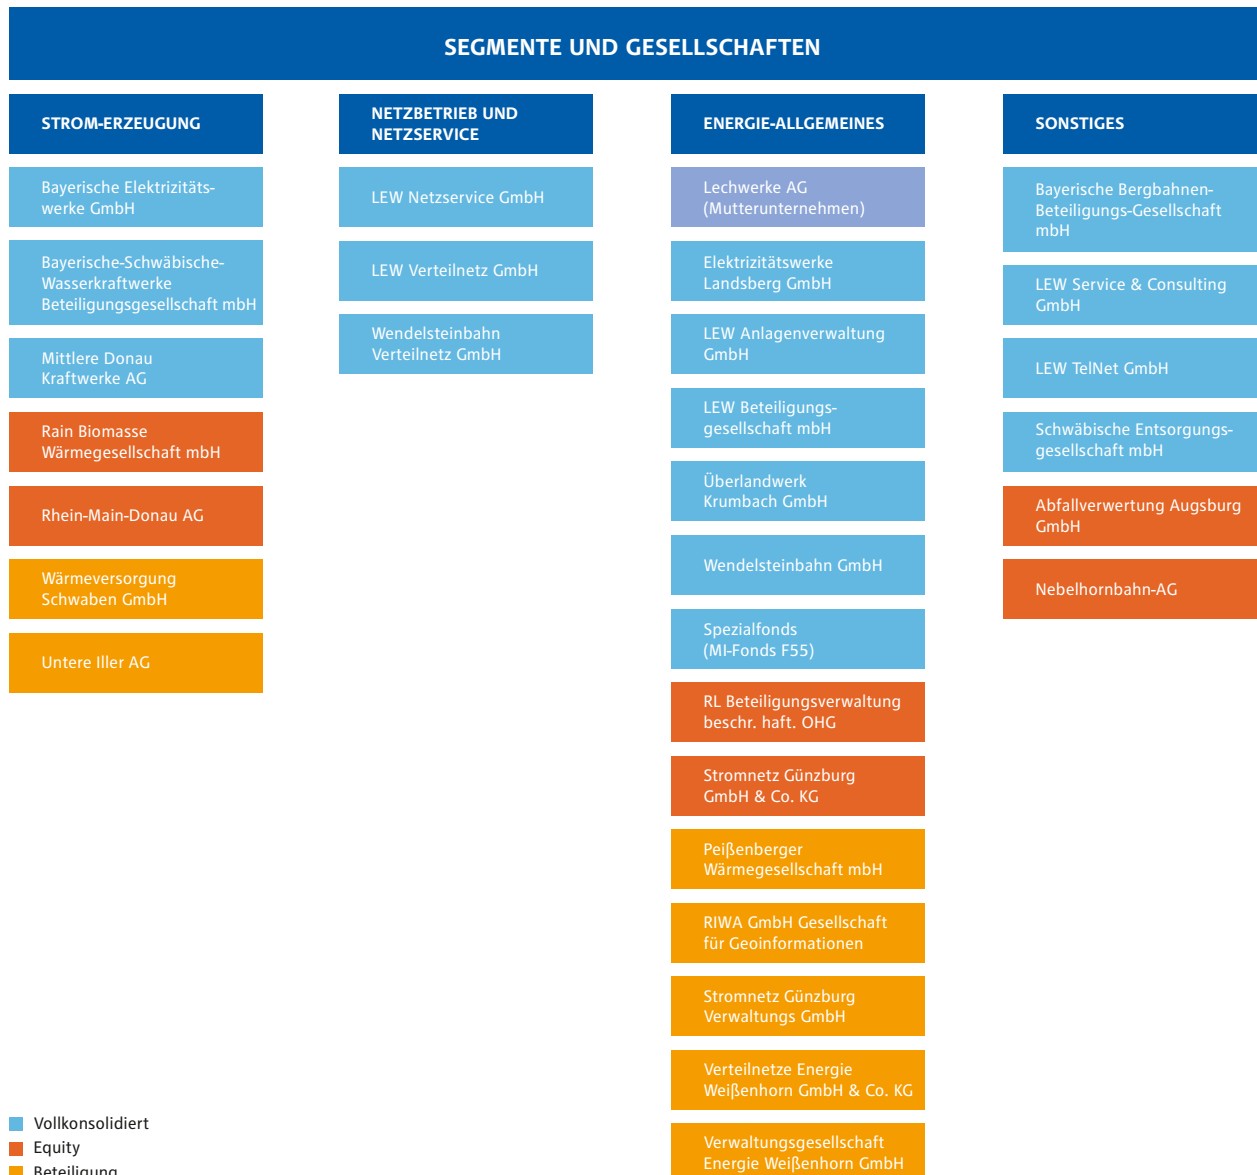 SEGMENTE UND GESELLSCHAFTEN
STROM-ERZEUGUNG
Bayerische Elektrizitäts-
werke GmbH
Bayerische-Schwäbische-
Wasserkraftwerke
Beteiligungsgesellschaft mbH
Mittlere Donau
Kraftwerke AG
Rain Biomasse
Wärmegesellschaft mbH
Rhein-Main-Donau AG
Wärmeversorgung
Schwaben GmbH
Untere Iller AG
NETZBETRIEB UND
NETZSERVICE
LEW Netzservice GmbH
LEW Verteilnetz GmbH
Wendelsteinbahn
Verteilnetz GmbH
ENERGIE-ALLGEMEINES
Lechwerke AG
(Mutterunternehmen)
Elektrizitätswerke
Landsberg GmbH
LEW Anlagenverwaltung
GmbH
LEW Beteiligungs-
gesellschaft mbH
Überlandwerk
Krumbach GmbH
Wendelsteinbahn GmbH
Spezialfonds
(MI-Fonds F55)
RL Beteiligungsverwaltung
beschr. haft. OHG
Stromnetz Günzburg
GmbH & Co. KG
Peißenberger
Wärmegesellschaft mbH
RIWA GmbH Gesellschaft
für Geoinformationen
Stromnetz Günzburg
Verwaltungs GmbH
Verteilnetze Energie
Weißenhorn GmbH & Co. KG
Verwaltungsgesellschaft
Energie Weißenhorn GmbH
SONSTIGES
Bayerische Bergbahnen-
Beteiligungs-Gesellschaft
mbH
LEW Service & Consulting
GmbH
LEW TelNet GmbH
Schwäbische Entsorgungs-
gesellschaft mbH
Abfallverwertung Augsburg
GmbH
Nebelhornbahn-AG
Vollkonsolidiert
Equity
Beteiligung